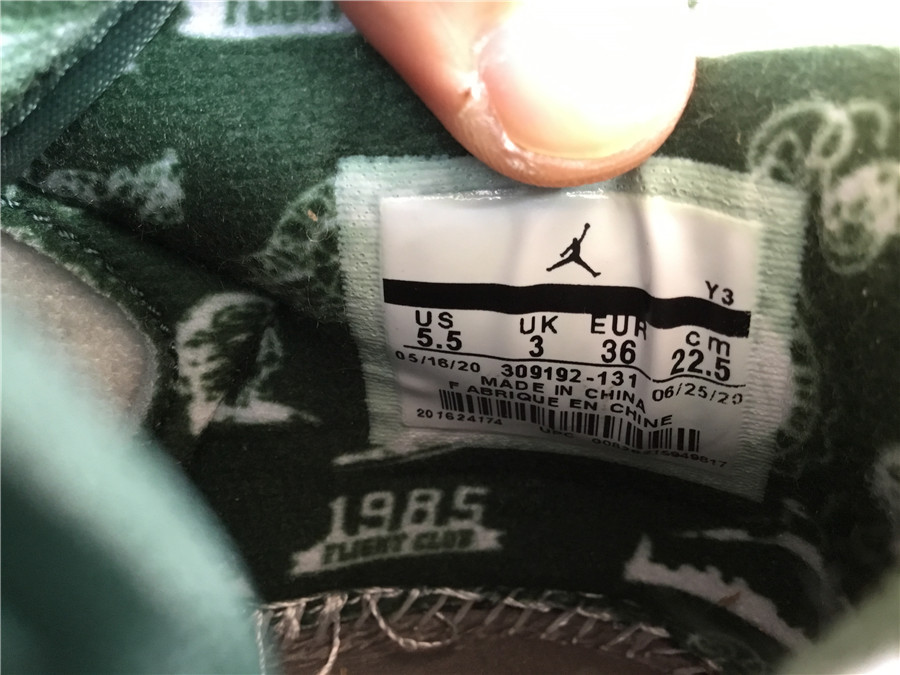 Y3
US UK EUR cm
5.5 3 36 22.5
05/16/20 309192-131 06/25/20
MADE IN CHINA
FABRIQUE EN CHINE
201624174 UPC
1985
FLIGHT CLUB